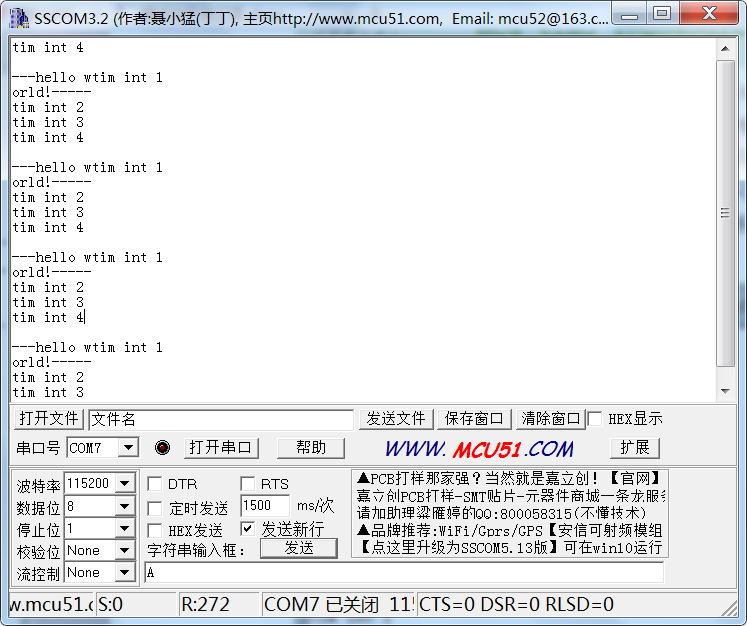 SSCOM3.2 (作者:聂小猛(丁丁), 主页http://www.mcu51.com, Email: mcu52@163.c...
tim int 4
---hello wtim int 1
orld!-----
tim int 2
tim int 3
tim int 4
---hello wtim int 1
orld!-----
tim int 2
tim int 3
tim int 4
---hello wtim int 1
orld!-----
tim int 2
tim int 3
tim int 4
---hello wtim int 1
orld!-----
tim int 2
tim int 3
打开文件 文件名 发送文件 保存窗口 清除窗口 HEX显示
串口号 COM7 打开串口 帮助 WWW.MCU51.COM 扩展
波特率 115200 DTR RTS
数据位 8 定时发送 1500 ms/次
停止位 1 HEX发送 发送新行
校验位 None 字符串输入框: 发送
流控制 None A
▲PCB打样那家强?当然就是嘉立创!【官网】
嘉立创PCB打样-SMT贴片-元器件商城一条龙服务
请加助理梁雁婷的QQ:800058315(不懂技术)
▲品牌推荐:WiFi/Gprs/GPS【安信可射频模组
【点这里升级为SSCOM5.13版】可在win10运行
w.mcu51.c S:0 R:272 COM7 已关闭 115 CTS=0 DSR=0 RLSD=0